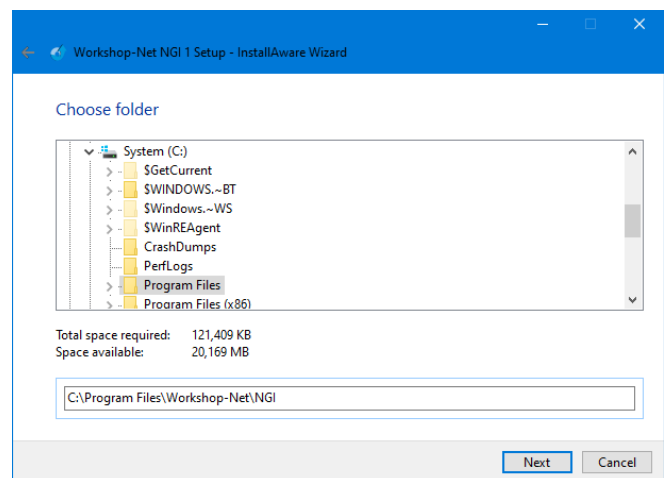 Workshop-Net NGI 1 Setup - InstallAware Wizard
Choose folder
System (C:)
$GetCurrent
$WINDOWS.~BT
$Windows.~WS
$WinREAgent
CrashDumps
PerfLogs
Program Files
Program Files (x86)
Total space required: 121,409 KB
Space available: 20,169 MB
C:\Program Files\Workshop-Net\NGI
Next Cancel